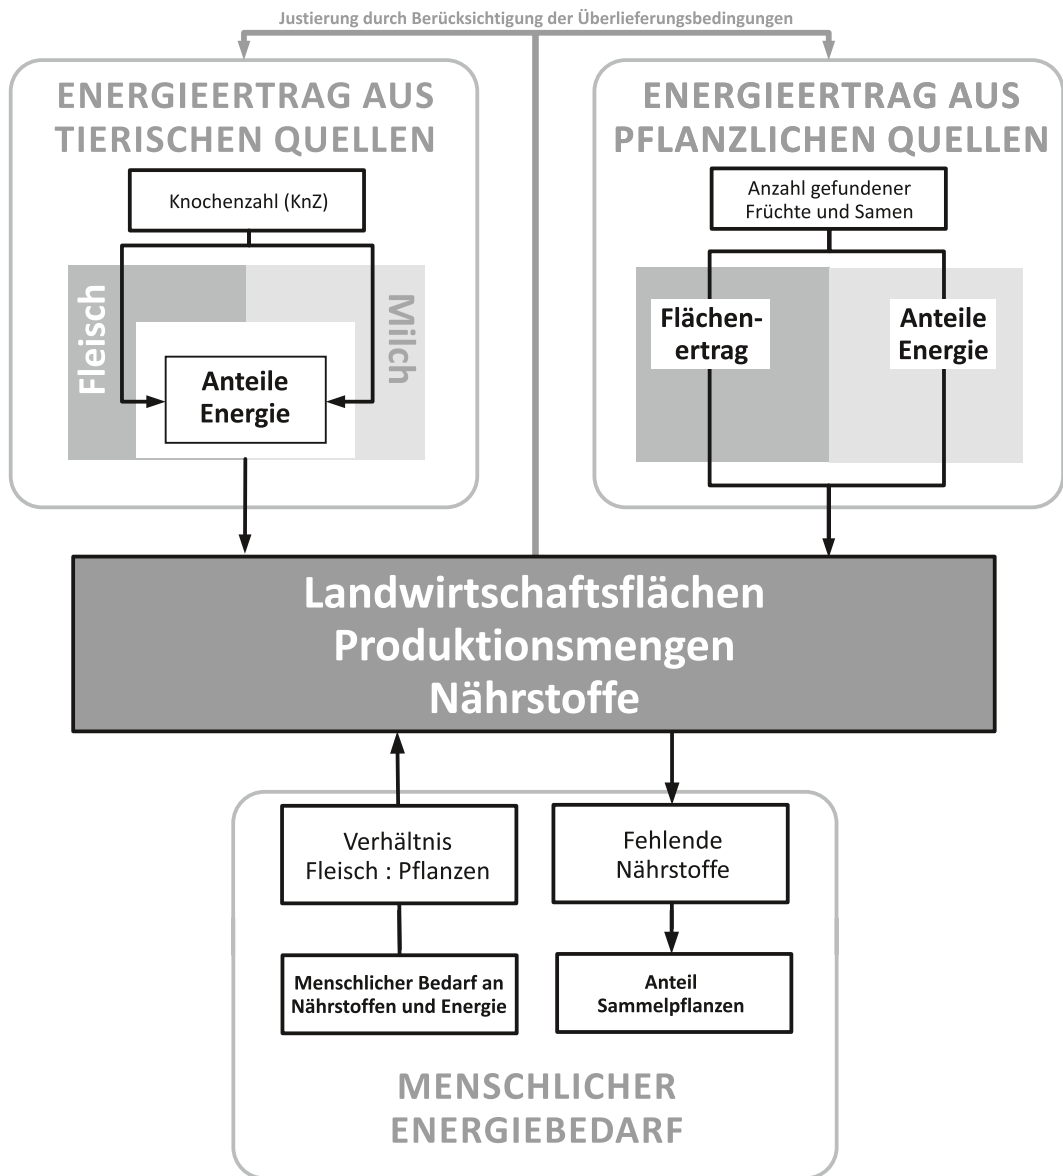 Justierung durch Berücksichtigung der Überlieferungsbedingungen
ENERGIEERTRAG AUS
TIERISCHEN QUELLEN
Knochenzahl (KnZ)
Fleisch
Milch
Anteile
Energie
ENERGIEERTRAG AUS
PFLANZLICHEN QUELLEN
Anzahl gefundener
Früchte und Samen
Flächen-
ertrag
Anteile
Energie
Landwirtschaftsflächen
Produktionsmengen
Nährstoffe
Verhältnis
Fleisch : Pflanzen
Menschlicher Bedarf an
Nährstoffen und Energie
Fehlende
Nährstoffe
Anteil
Sammelpflanzen
MENSCHLICHER
ENERGIEBEDARF